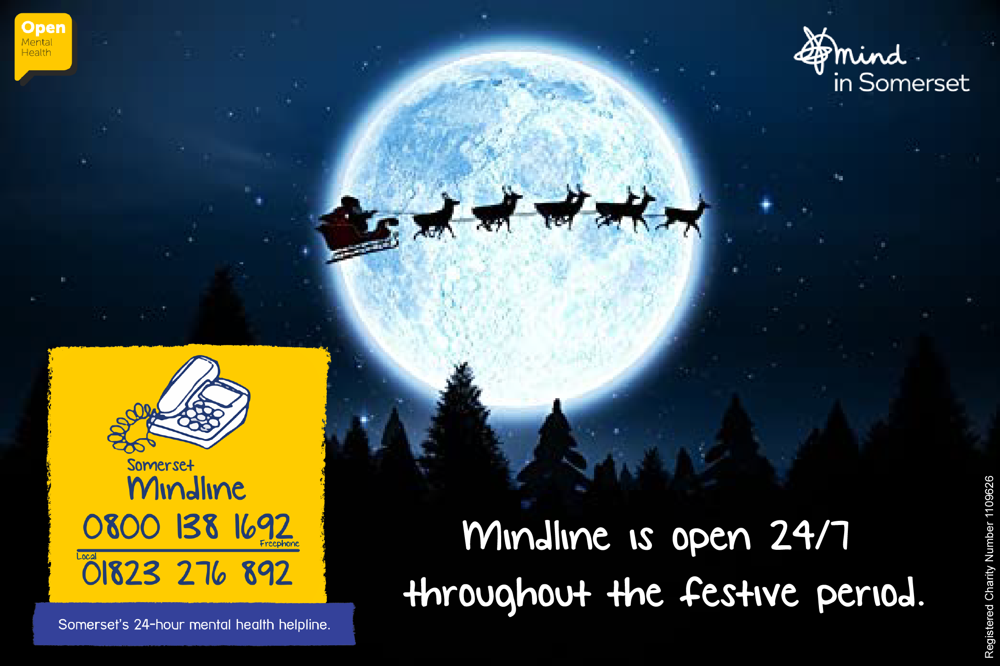 Open
Mental
Health
mind
in Somerset
Somerset
Mindline
0800 138 1692
Freephone
Local
01823 276 892
Somerset's 24-hour mental health helpline.
Mindline is open 24/7
throughout the festive period.
Registered Charity Number 1109626